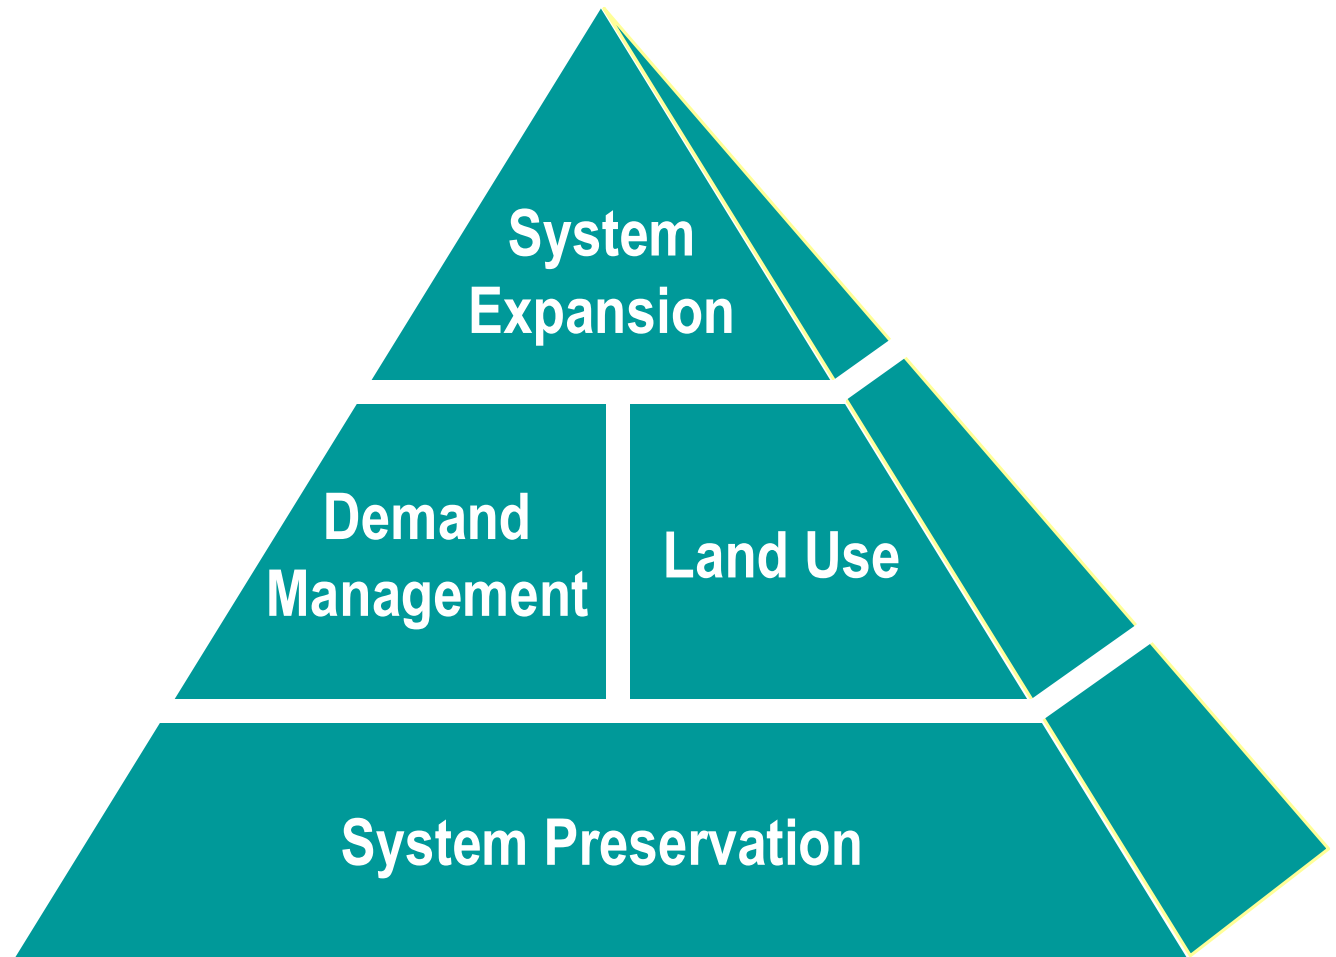 System
Expansion
Demand
Management
Land Use
System Preservation